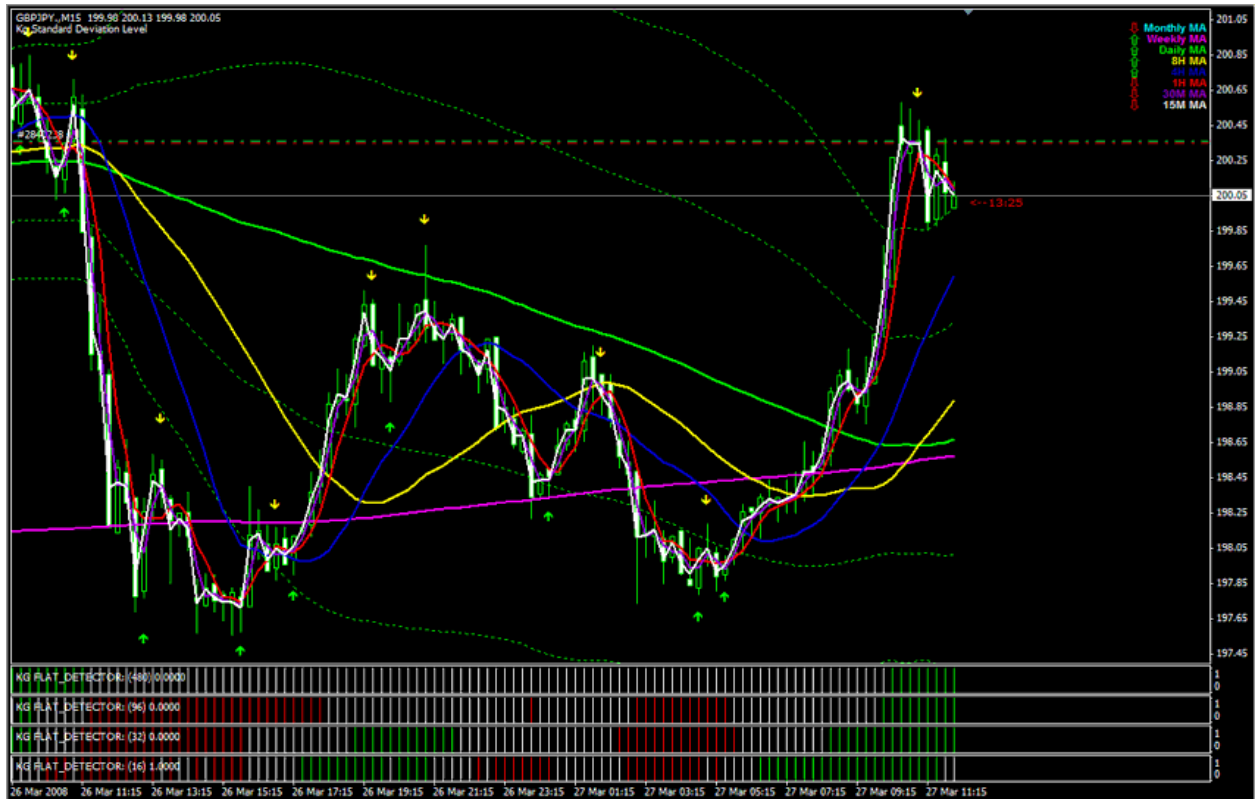 GBPJPY.,M15 199.98 200.13 199.98 200.05
Kg Standard Deviation Level
Monthly MA
Weekly MA
Daily MA
8H MA
4H MA
1H MA
30M MA
15M MA
<--13:25
201.05
200.85
200.65
200.45
200.25
200.05
199.85
199.65
199.45
199.25
199.05
198.85
198.65
198.45
198.25
198.05
197.85
197.65
197.45
KG FLAT_DETECTOR: (480) 0.0000
1
0
KG FLAT_DETECTOR: (96) 0.0000
1
0
KG FLAT_DETECTOR: (32) 0.0000
1
0
KG FLAT_DETECTOR: (16) 1.0000
1
0
26 Mar 2008 26 Mar 11:15 26 Mar 13:15 26 Mar 15:15 26 Mar 17:15 26 Mar 19:15 26 Mar 21:15 26 Mar 23:15 27 Mar 01:15 27 Mar 03:15 27 Mar 05:15 27 Mar 07:15 27 Mar 09:15 27 Mar 11:15